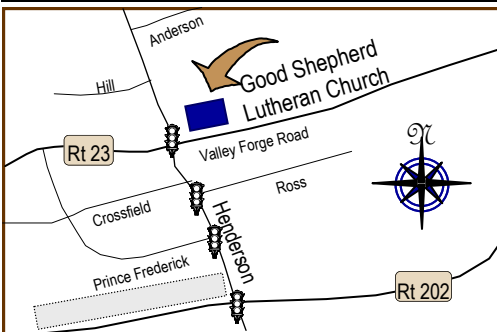 Anderson
Good Shepherd
Lutheran Church
Hill
Rt 23
Valley Forge Road
N
Ross
Crossfield
Henderson
Prince Frederick
Rt 202